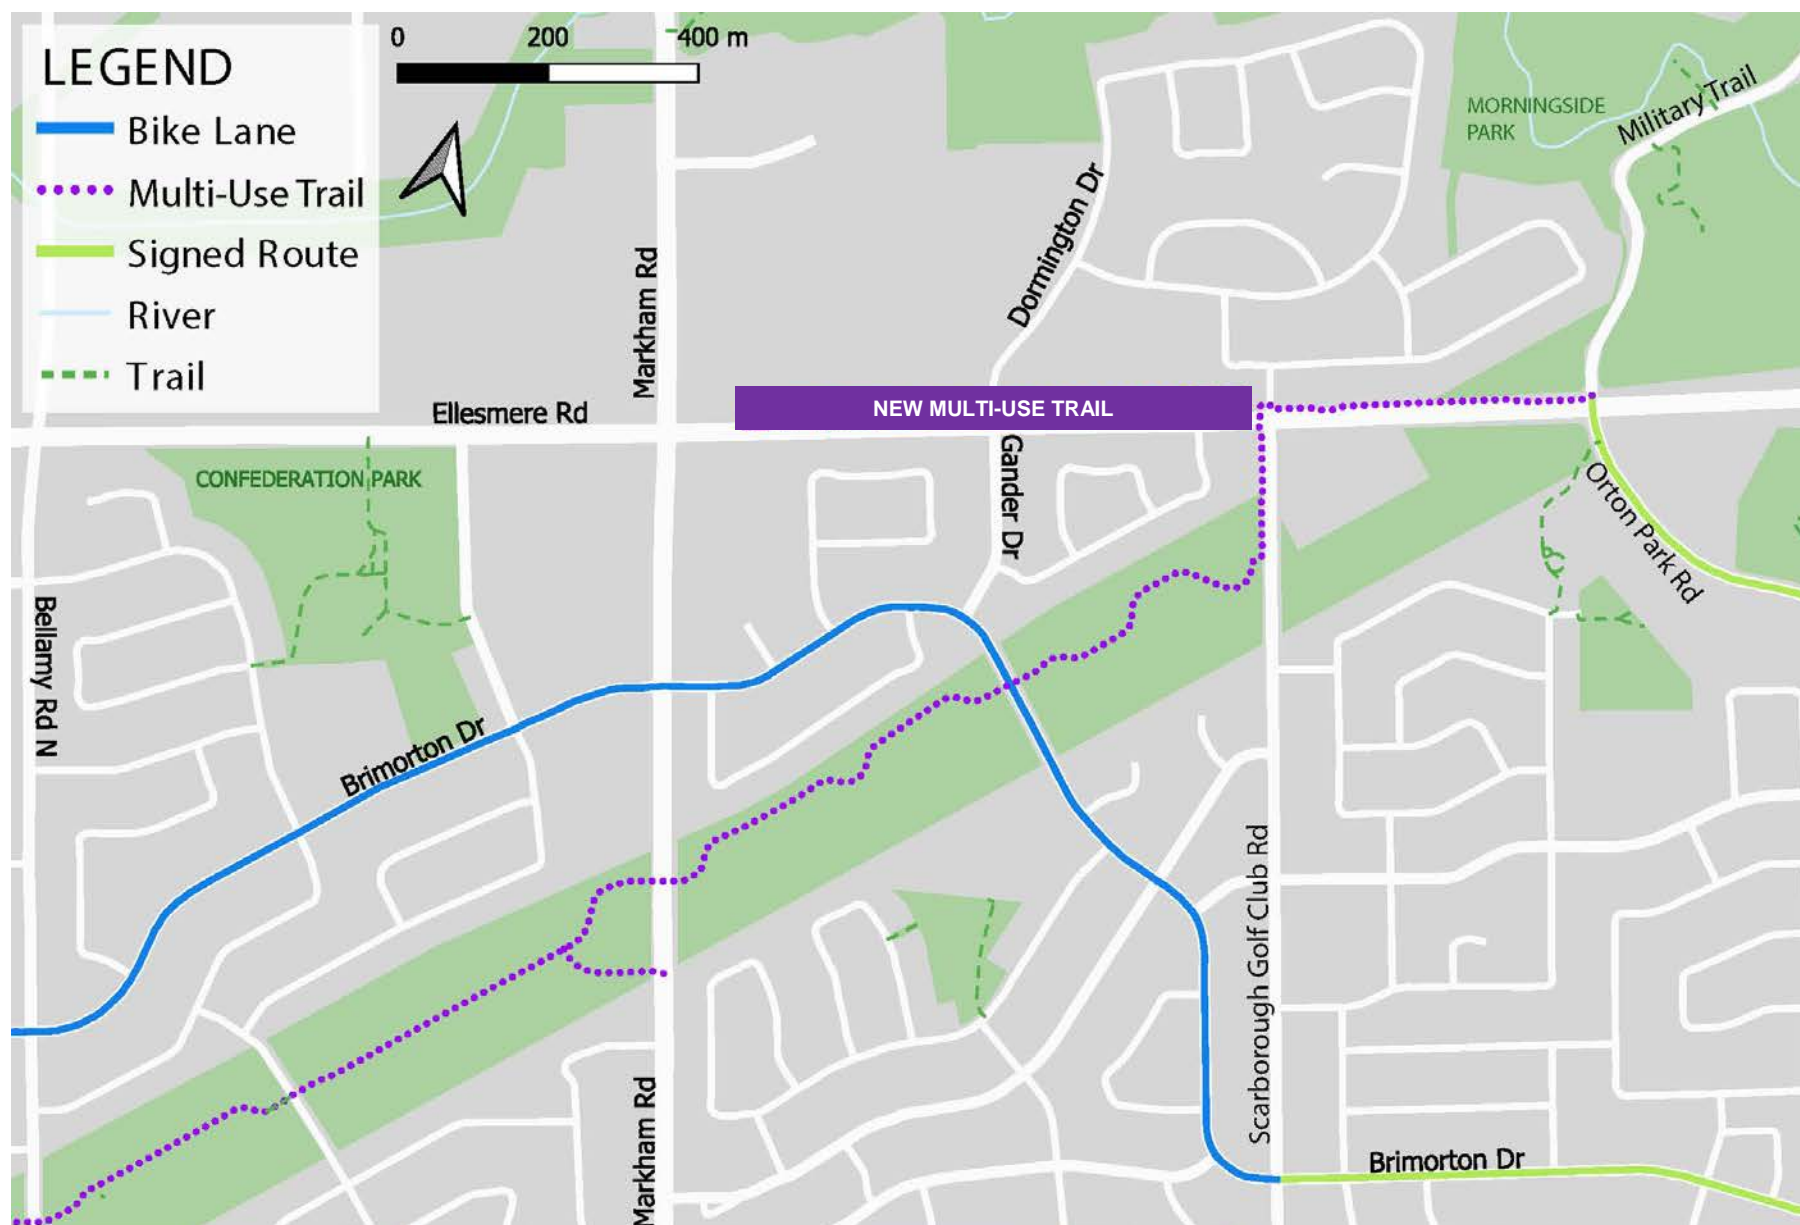 LEGEND
Bike Lane
Multi-Use Trail
Signed Route
River
Trail
0 200 400 m
MORNINGSIDE
PARK
Military Trail
Dormington Dr
Markham Rd
NEW MULTI-USE TRAIL
Ellesmere Rd
CONFEDERATION PARK
Gander Dr
Orton Park Rd
Bellamy Rd N
Brimorton Dr
Scarborough Golf Club Rd
Markham Rd
Brimorton Dr